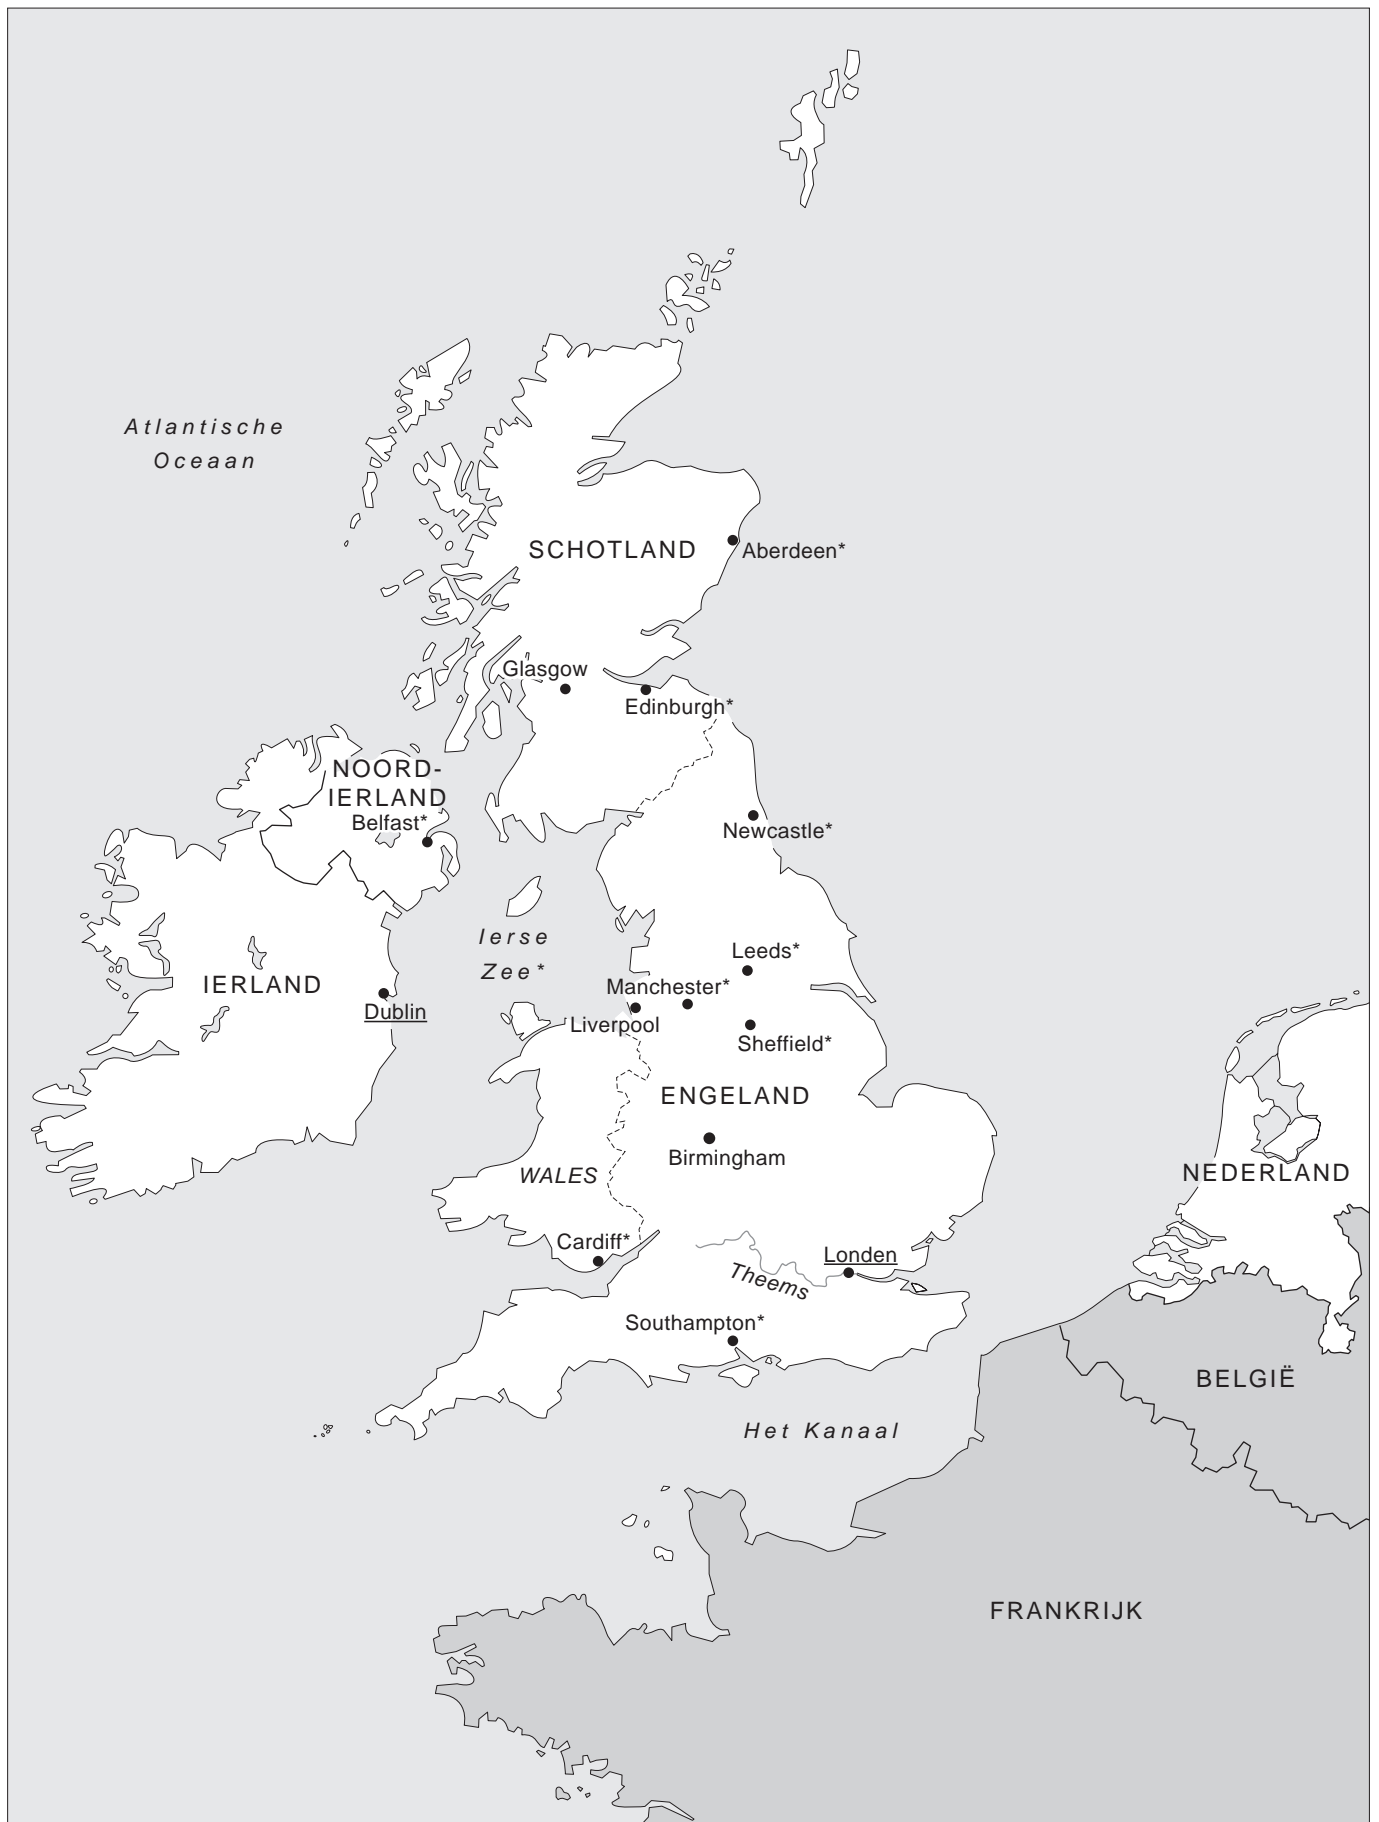 Atlantische
Oceaan
SCHOTLAND
Aberdeen*
Glasgow
Edinburgh*
NOORD-
IERLAND
Belfast*
Newcastle*
Ierse
Zee*
Leeds*
Manchester*
IERLAND
Dublin
Liverpool
Sheffield*
ENGELAND
Birmingham
WALES
NEDERLAND
Cardiff*
Londen
Theems
Southampton*
BELGIË
Het Kanaal
FRANKRIJK